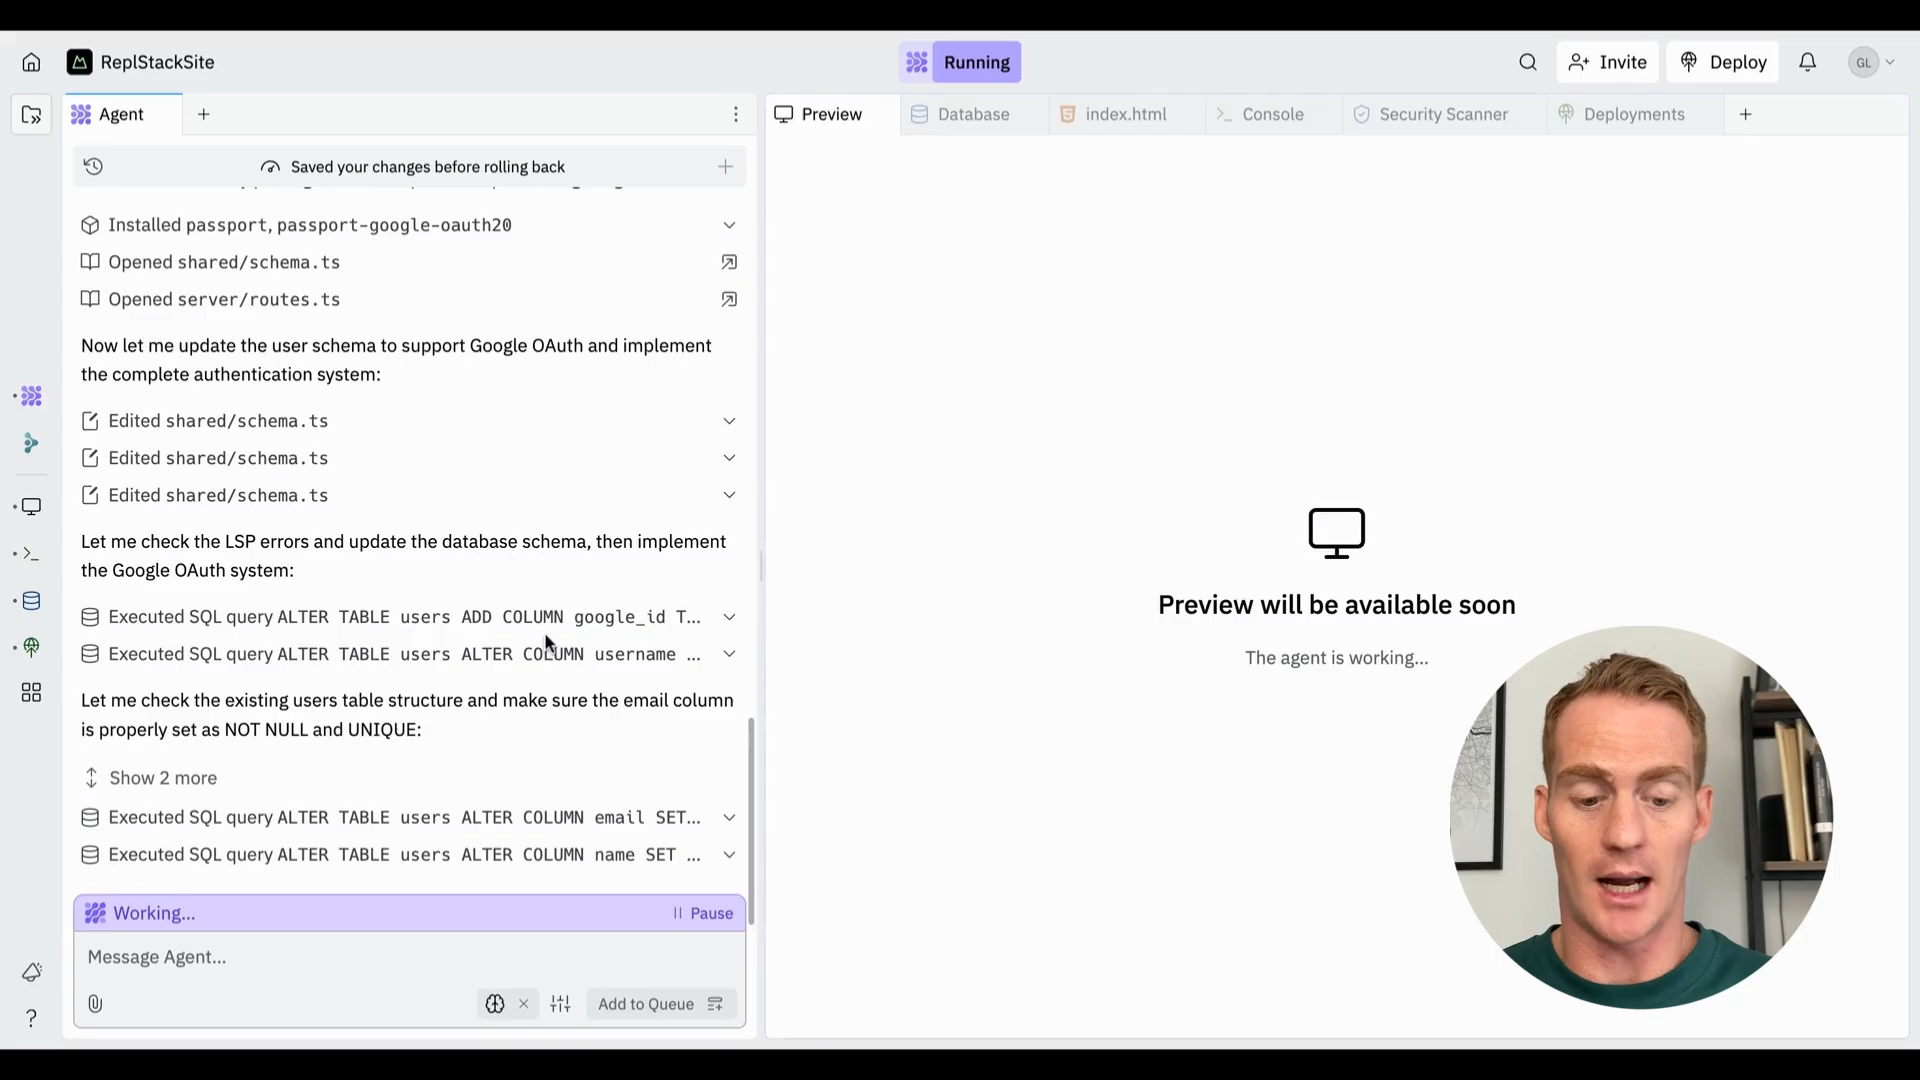 ReplStackSite
Running
Invite
Deploy
GL
Agent
Preview
Database
index.html
Console
Security Scanner
Deployments
Saved your changes before rolling back
Installed passport, passport-google-oauth20
Opened shared/schema.ts
Opened server/routes.ts
Now let me update the user schema to support Google OAuth and implement
the complete authentication system:
Edited shared/schema.ts
Edited shared/schema.ts
Edited shared/schema.ts
Let me check the LSP errors and update the database schema, then implement
the Google OAuth system:
Executed SQL query ALTER TABLE users ADD COLUMN google_id T...
Executed SQL query ALTER TABLE users ALTER COLUMN username ...
Let me check the existing users table structure and make sure the email column
is properly set as NOT NULL and UNIQUE:
Show 2 more
Executed SQL query ALTER TABLE users ALTER COLUMN email SET...
Executed SQL query ALTER TABLE users ALTER COLUMN name SET ...
Working...
Pause
Message Agent...
Add to Queue
Preview will be available soon
The agent is working...